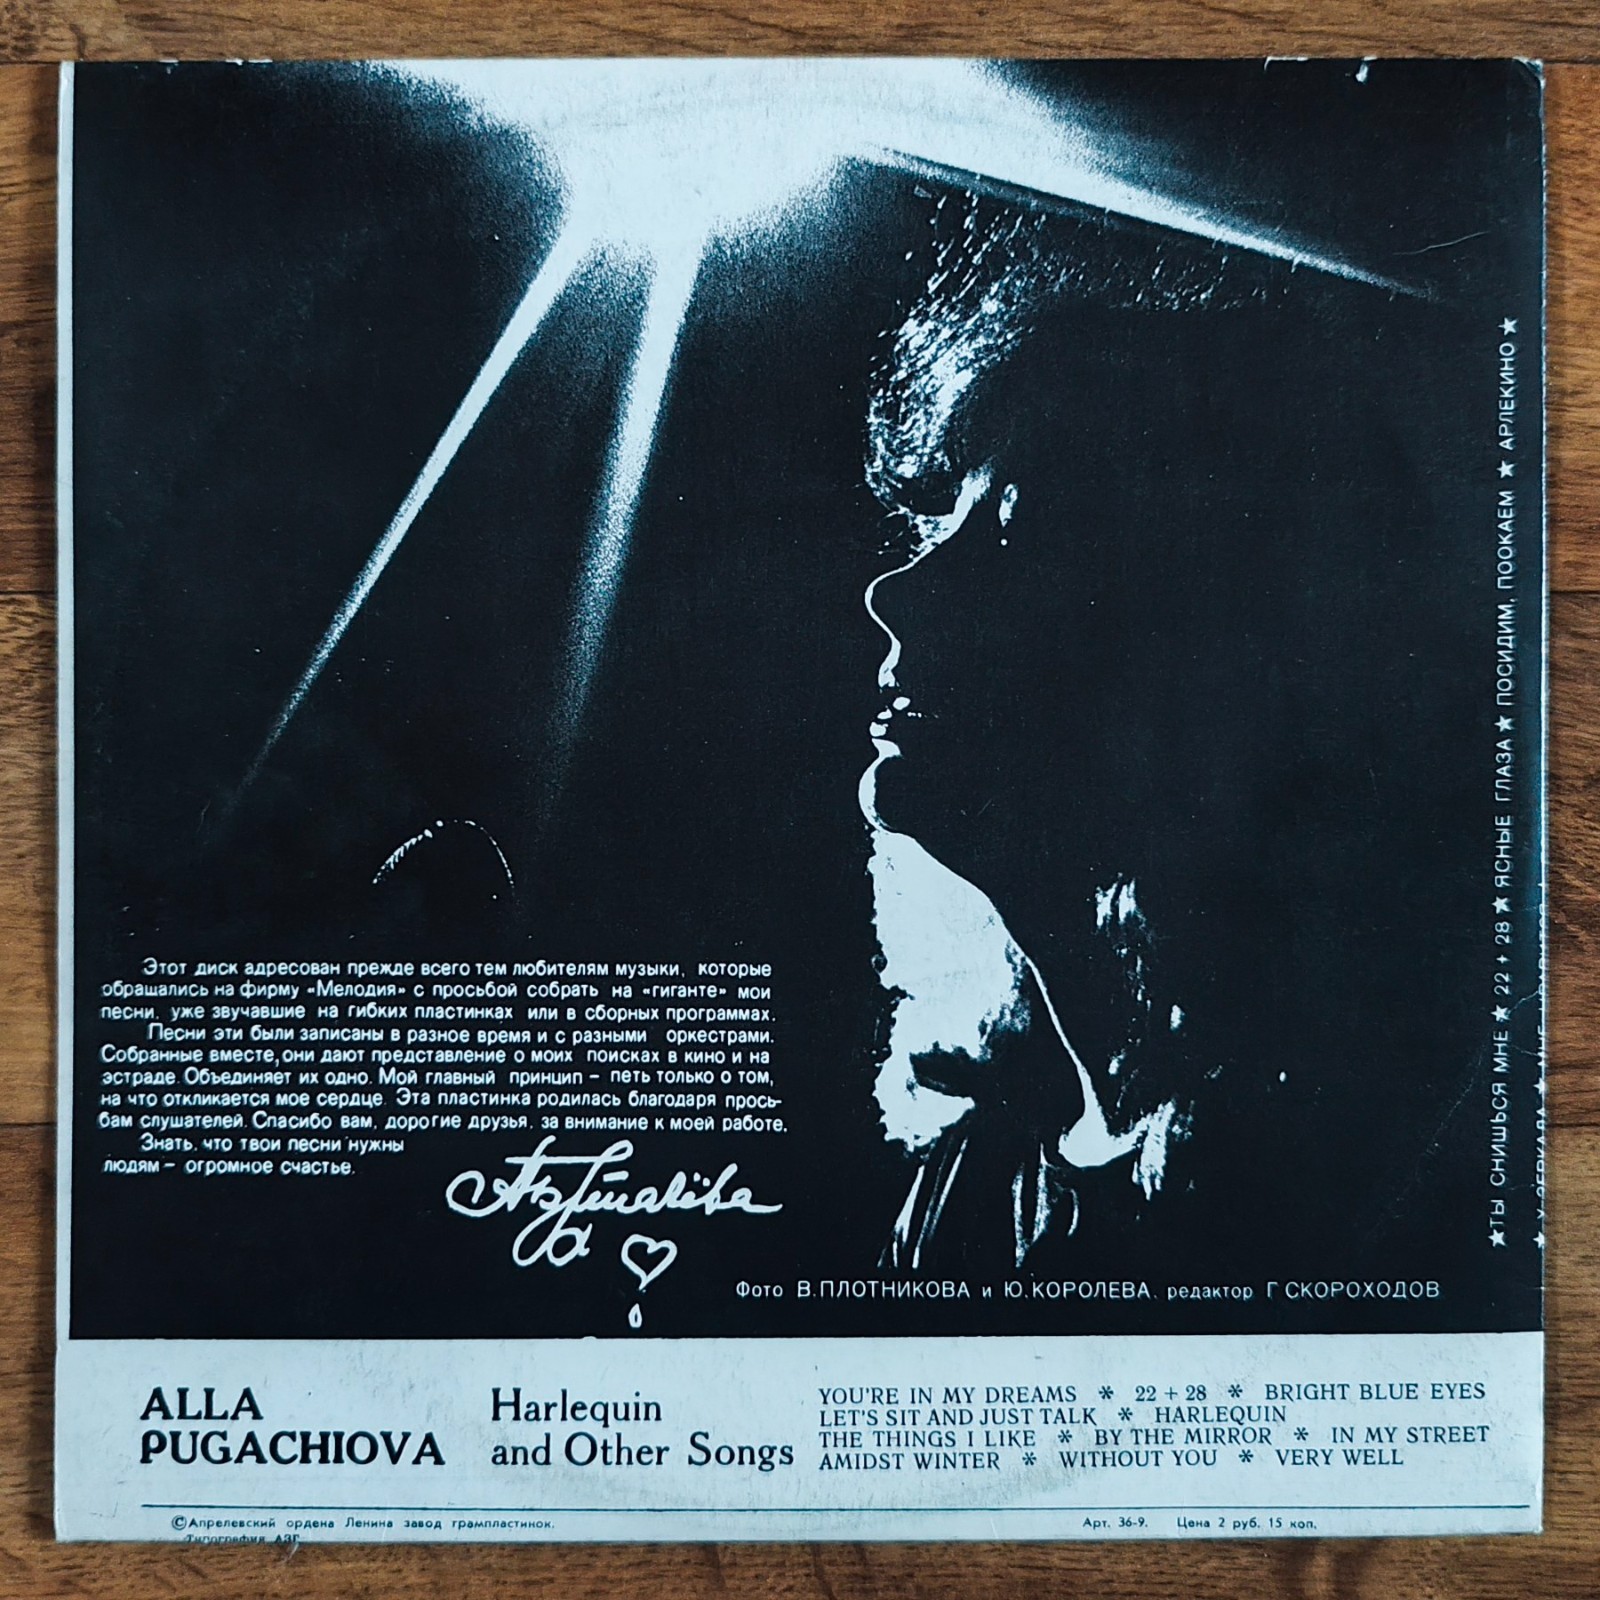 Этот диск адресован прежде всего тем любителям музыки, которые
обращались на фирму «Мелодия» с просьбой собрать на «гиганте» мои
песни, уже звучавшие на гибких пластинках или в сборных программах.
Песни эти были записаны в разное время и с разными оркестрами.
Собранные вместе, они дают представление о моих поисках в кино и на
эстраде. Объединяет их одно. Мой главный принцип – петь только о том,
на что откликается мое сердце. Эта пластинка родилась благодаря прось-
бам слушателей. Спасибо вам, дорогие друзья, за внимание к моей работе.
Знать, что твои песни нужны
людям – огромное счастье.
Фото В. ПЛОТНИКОВА и Ю. КОРОЛЕВА, редактор Г СКОРОХОДОВ
★ ТЫ СНИШЬСЯ МНЕ ★ 22 + 28 ★ ЯСНЫЕ ГЛАЗА ★ ПОСИДИМ, ПООКАЕМ ★ АРЛЕКИНО ★
ALLA
PUGACHIOVA
Harlequin
and Other Songs
YOU'RE IN MY DREAMS * 22 + 28 * BRIGHT BLUE EYES
LET'S SIT AND JUST TALK * HARLEQUIN
THE THINGS I LIKE * BY THE MIRROR * IN MY STREET
AMIDST WINTER * WITHOUT YOU * VERY WELL
© Апрелевский ордена Ленина завод грампластинок.
Типография АЗГ
Арт. 36-9. Цена 2 руб. 15 коп.